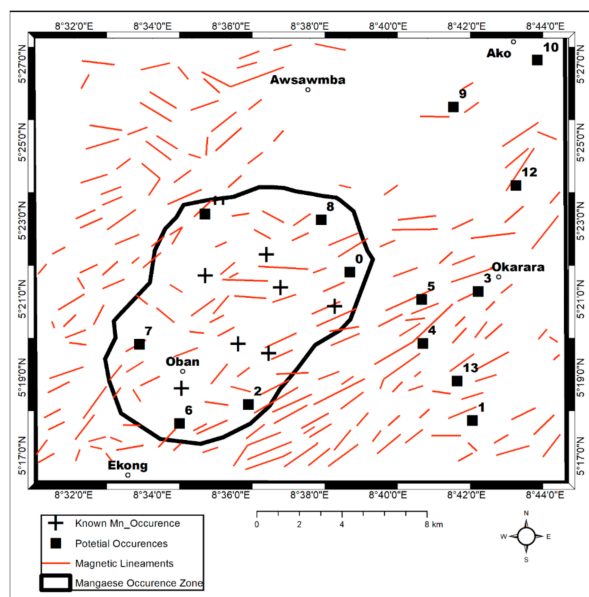 8°32'0"E 8°34'0"E 8°36'0"E 8°38'0"E 8°40'0"E 8°42'0"E 8°44'0"E
5°27'0"N 5°27'0"N
Ako 10
Awsawmba
9
5°25'0"N 5°25'0"N
12
5°23'0"N 5°23'0"N
11 8
0
Okarara
5°21'0"N 5°21'0"N
5 3
7 4
Oban
5°19'0"N 5°19'0"N
13
2
6 1
5°17'0"N 5°17'0"N
Ekong
8°32'0"E 8°34'0"E 8°36'0"E 8°38'0"E 8°40'0"E 8°42'0"E 8°44'0"E
Known Mn_Occurence
Potetial Occurences
Magnetic Lineaments
Mangaese Occurence Zone
0 2 4 8 km
N
W E
S